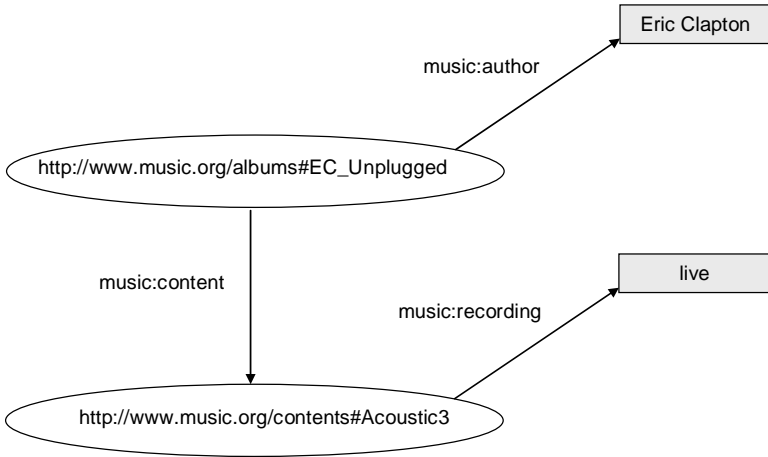 Eric Clapton
music:author
http://www.music.org/albums#EC_Unplugged
music:content
live
music:recording
http://www.music.org/contents#Acoustic3